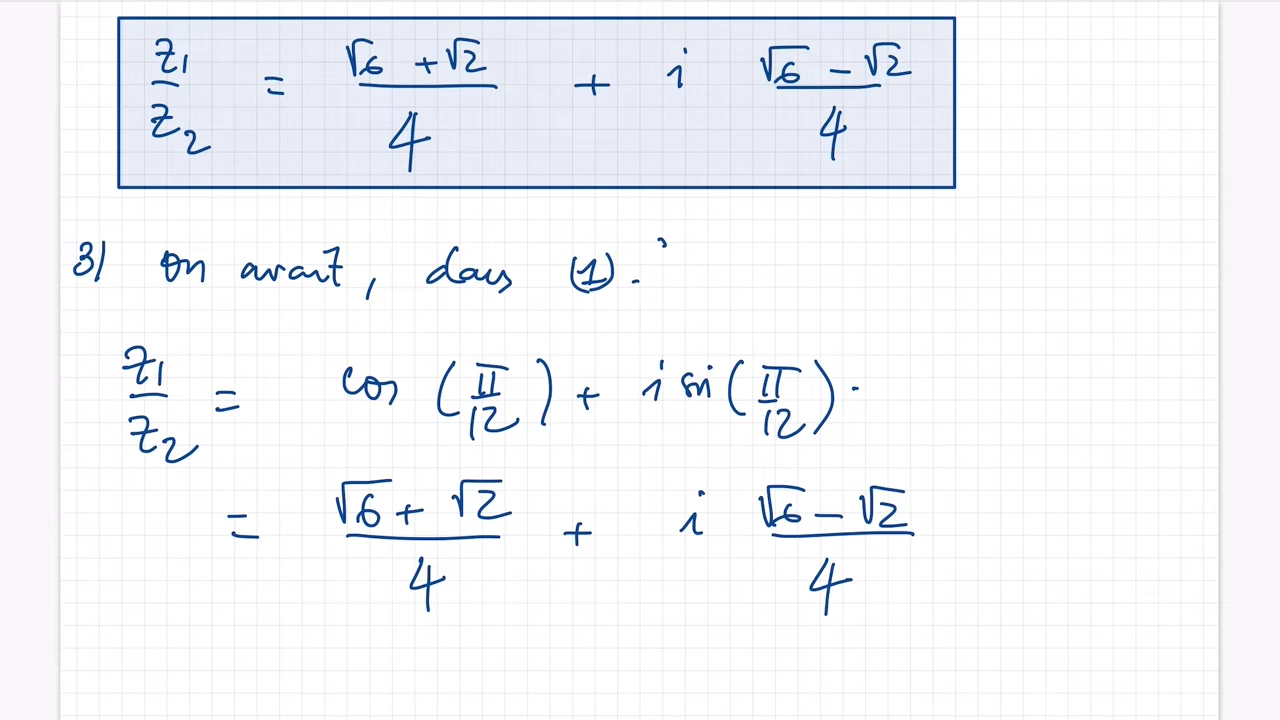 z₁/z₂ = (√6 + √2)/4 + i (√6 − √2)/4
3) On avait, dans (1) :
z₁/z₂ = cos (π/12) + i sin (π/12).
= (√6 + √2)/4 + i (√6 − √2)/4